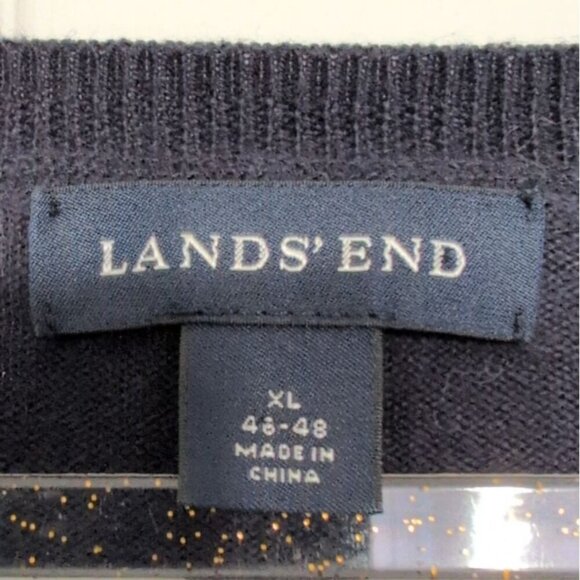 LANDS' END
XL
46-48
MADE IN
CHINA